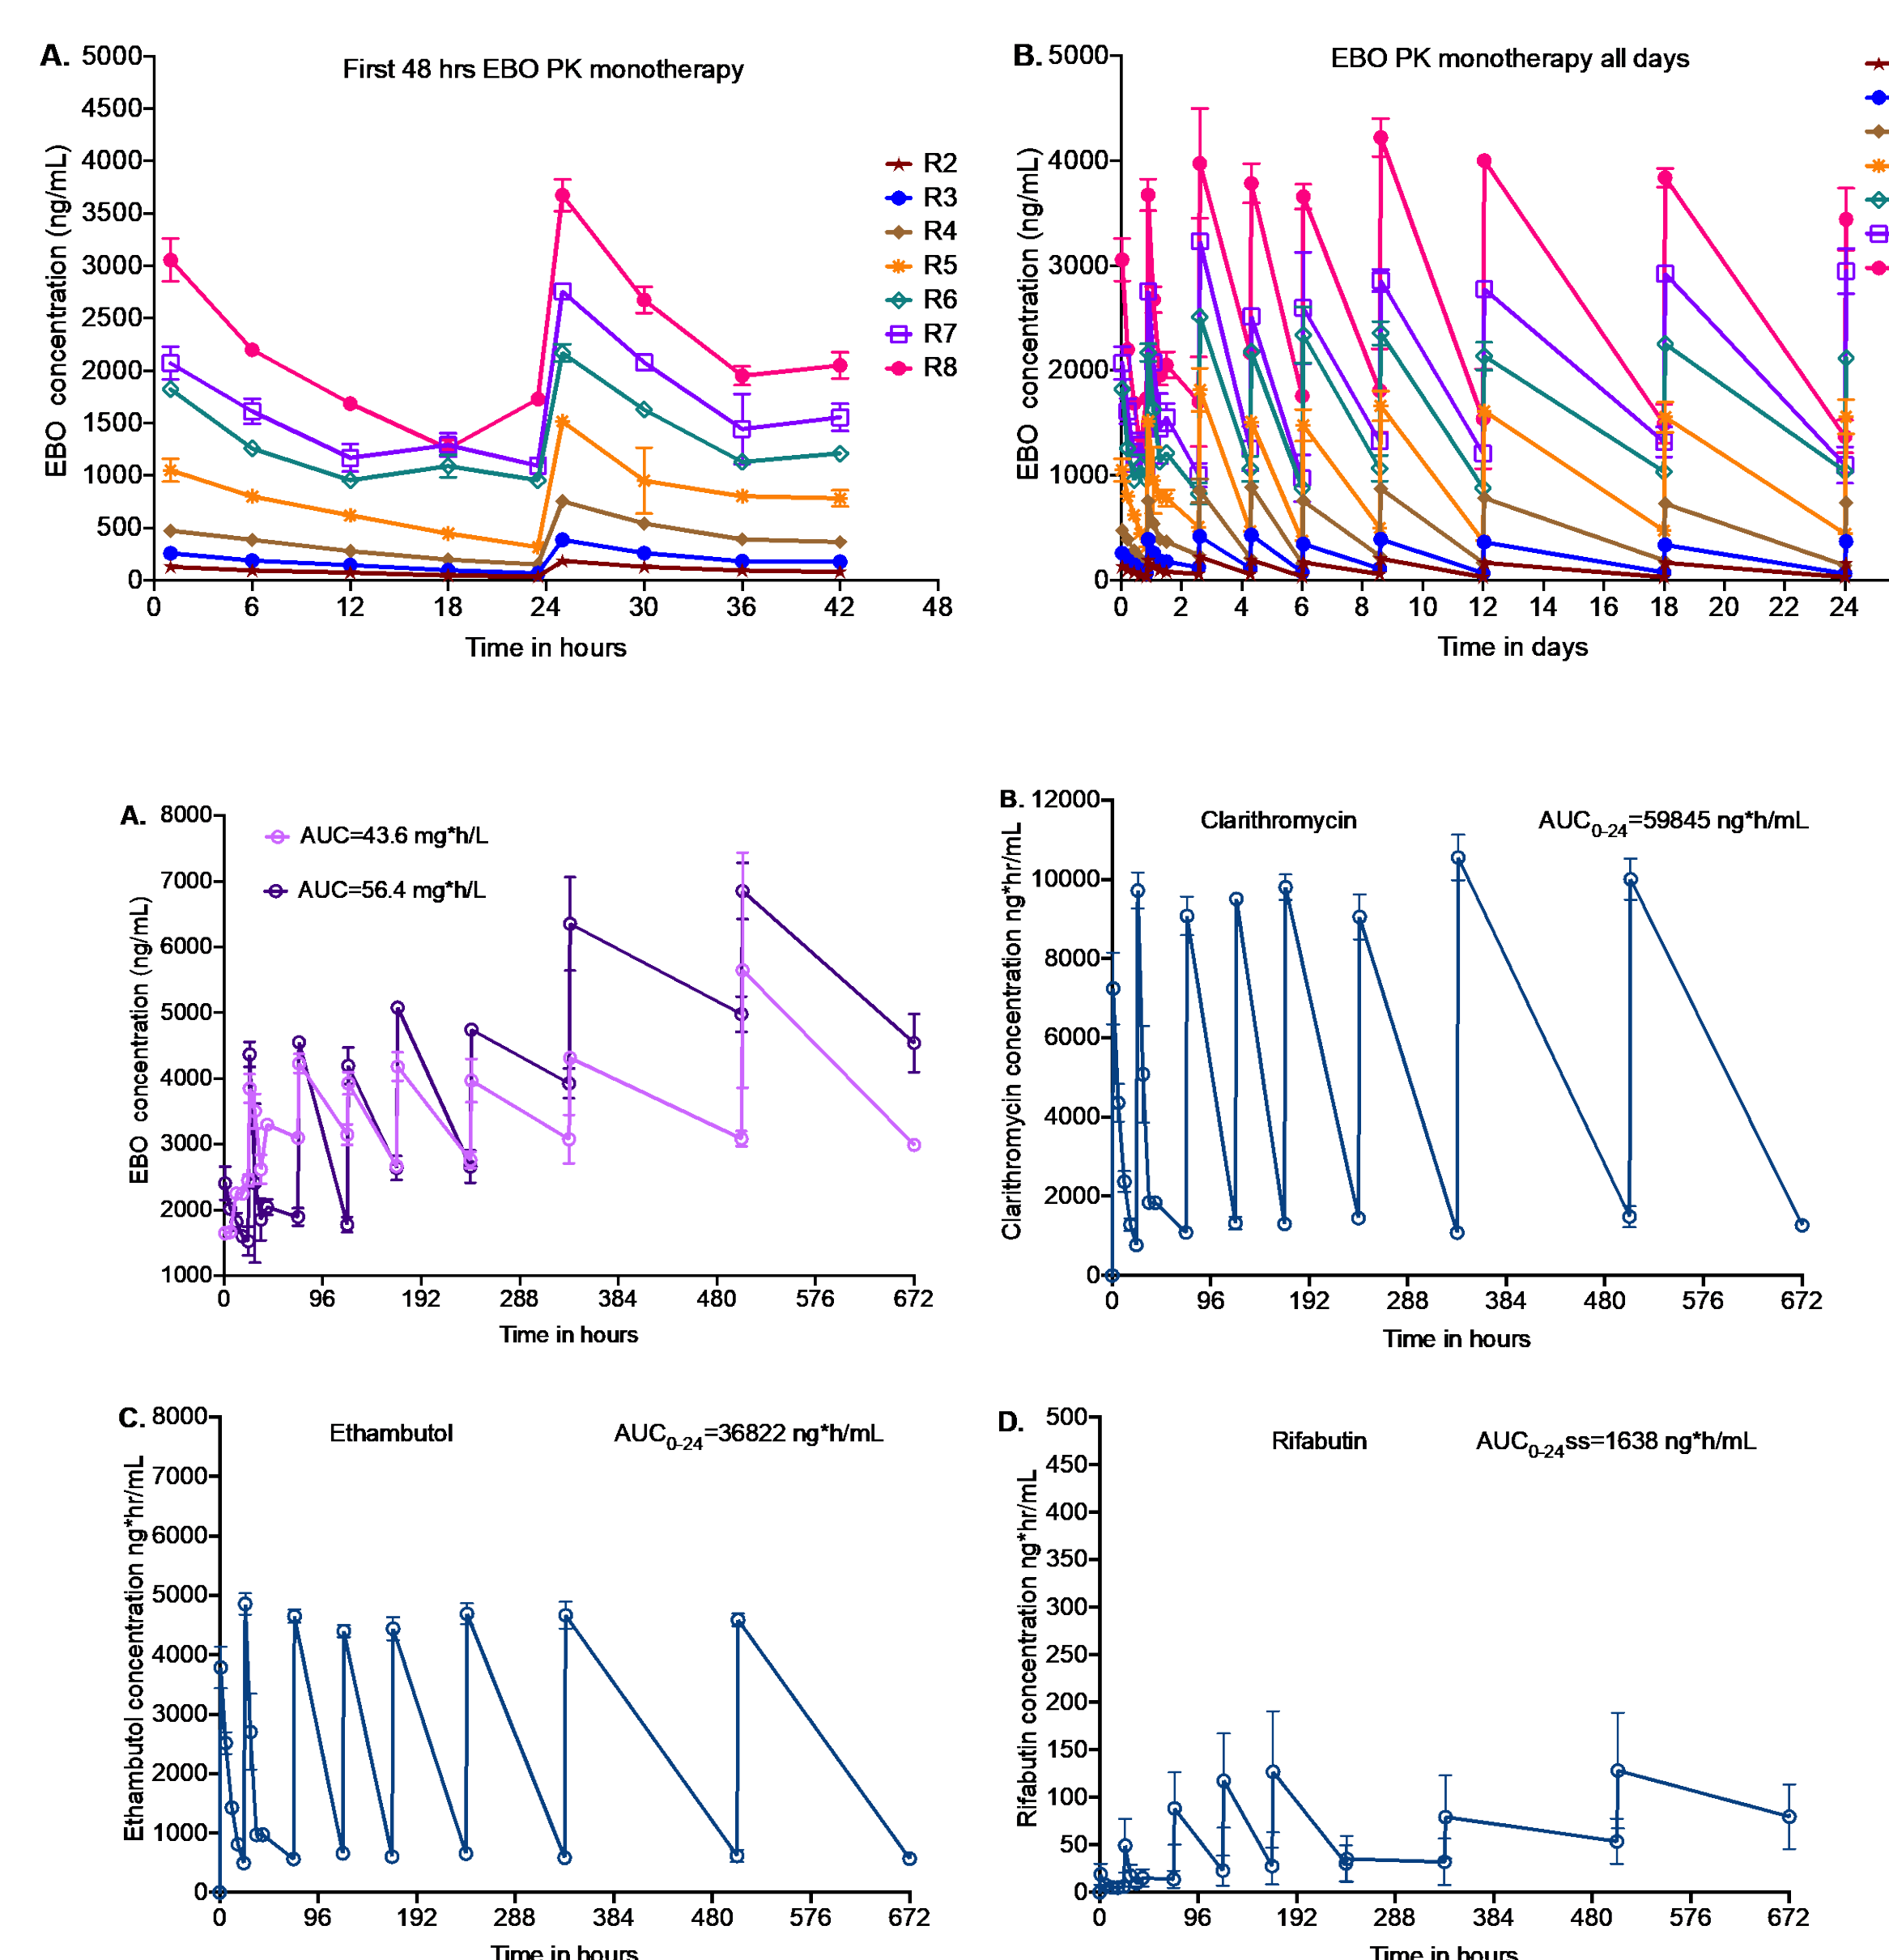 A.
First 48 hrs EBO PK monotherapy
5000
4500
4000
3500
3000
2500
2000
1500
1000
500
0
EBO concentration (ng/mL)
0 6 12 18 24 30 36 42 48
Time in hours
R2
R3
R4
R5
R6
R7
R8
B.
EBO PK monotherapy all days
5000
4000
3000
2000
1000
0
EBO concentration (ng/mL)
0 2 4 6 8 10 12 14 16 18 20 22 24
Time in days
A.
8000
7000
6000
5000
4000
3000
2000
1000
EBO concentration (ng/mL)
AUC=43.6 mg*h/L
AUC=56.4 mg*h/L
0 96 192 288 384 480 576 672
Time in hours
B.
Clarithromycin
AUC0-24=59845 ng*h/mL
12000
10000
8000
6000
4000
2000
0
Clarithromycin concentration ng*hr/mL
0 96 192 288 384 480 576 672
Time in hours
C.
Ethambutol
AUC0-24=36822 ng*h/mL
8000
7000
6000
5000
4000
3000
2000
1000
0
Ethambutol concentration ng*hr/mL
0 96 192 288 384 480 576 672
Time in hours
D.
Rifabutin
AUC0-24ss=1638 ng*h/mL
500
450
400
350
300
250
200
150
100
50
0
Rifabutin concentration ng*hr/mL
0 96 192 288 384 480 576 672
Time in hours